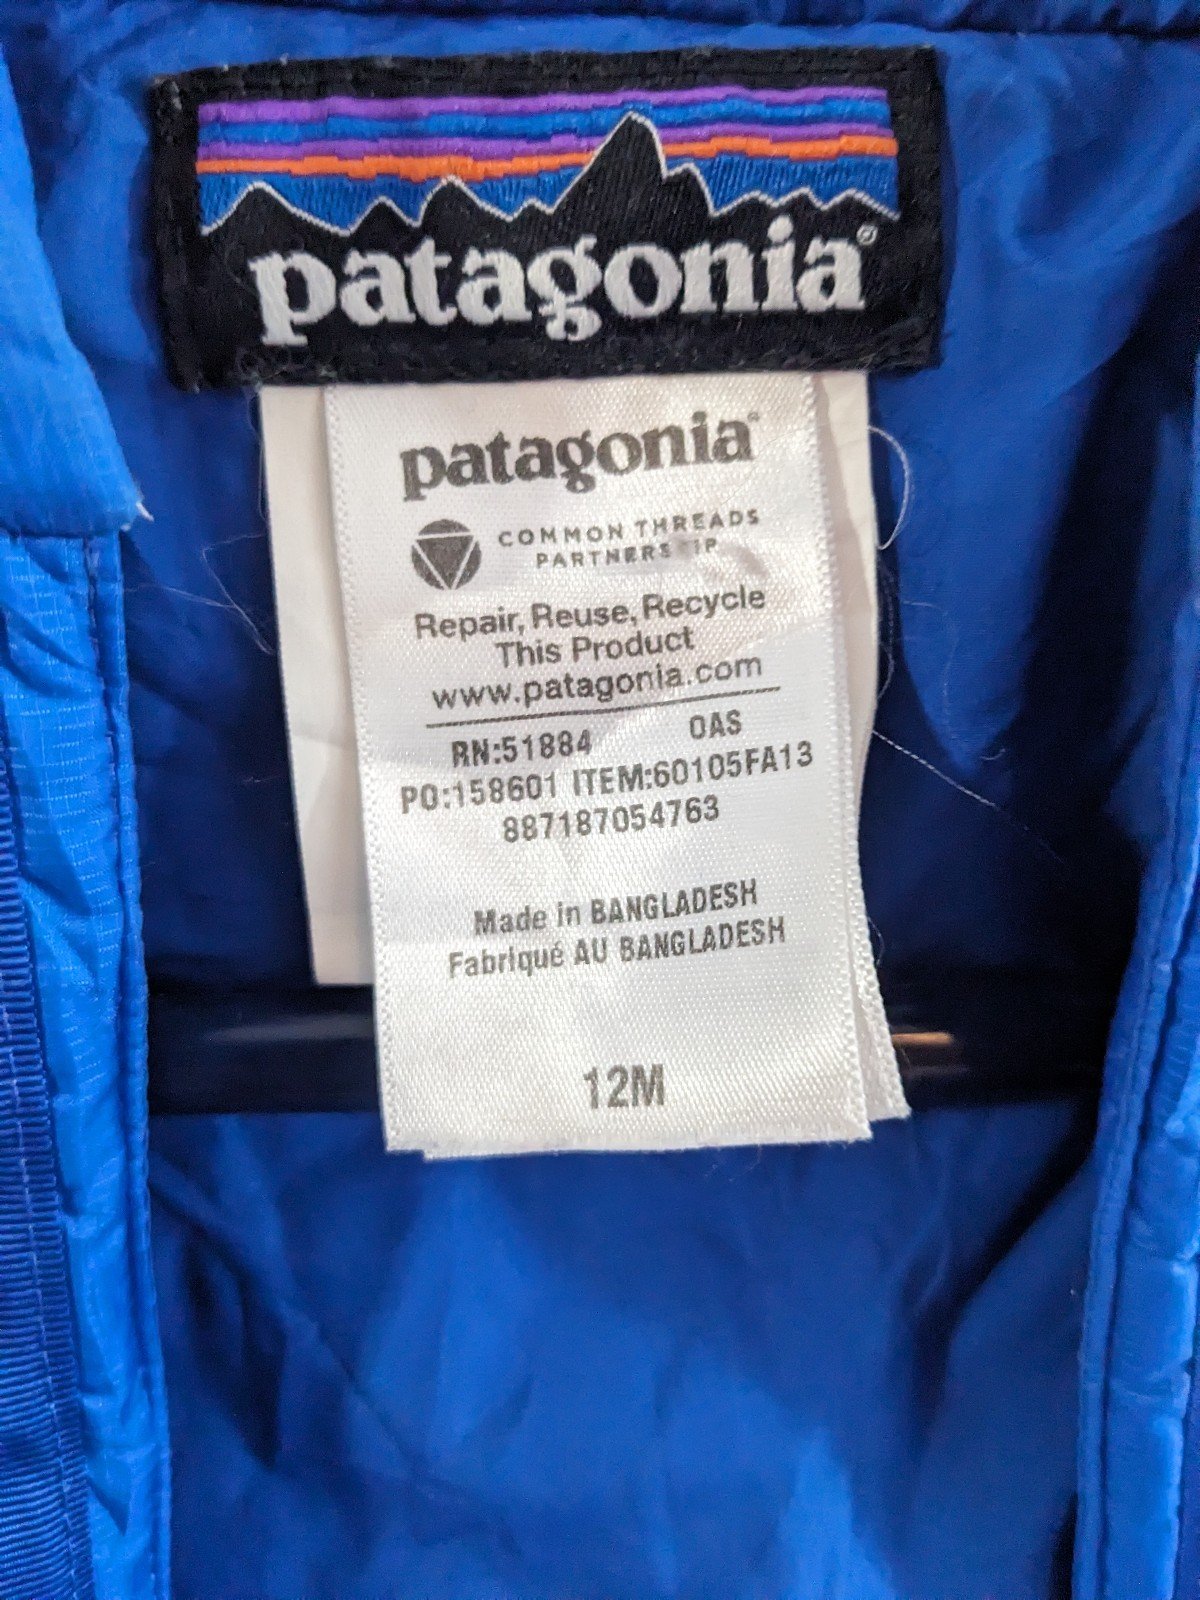 patagonia®
patagonia®
COMMON THREADS
PARTNERSHIP
Repair, Reuse, Recycle
This Product
www.patagonia.com
RN:51884 OAS
PO:158601 ITEM:60105FA13
887187054763
Made in BANGLADESH
Fabriqué AU BANGLADESH
12M